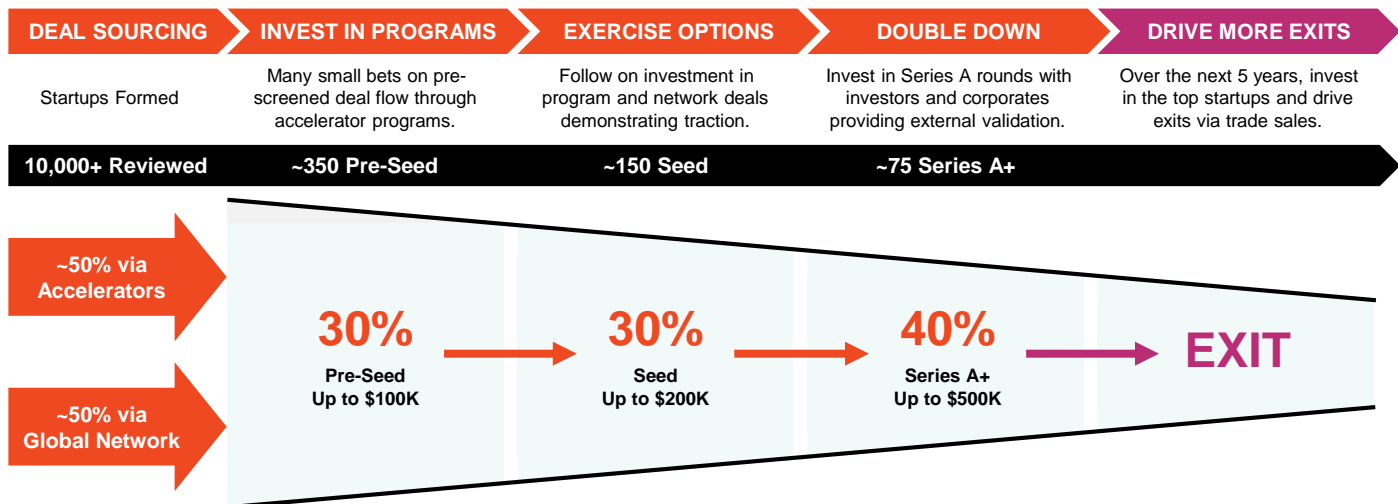 DEAL SOURCING
INVEST IN PROGRAMS
EXERCISE OPTIONS
DOUBLE DOWN
DRIVE MORE EXITS
Startups Formed
Many small bets on pre-
screened deal flow through
accelerator programs.
Follow on investment in
program and network deals
demonstrating traction.
Invest in Series A rounds with
investors and corporates
providing external validation.
Over the next 5 years, invest
in the top startups and drive
exits via trade sales.
10,000+ Reviewed
~350 Pre-Seed
~150 Seed
~75 Series A+
~50% via
Accelerators
~50% via
Global Network
30%
Pre-Seed
Up to $100K
30%
Seed
Up to $200K
40%
Series A+
Up to $500K
EXIT